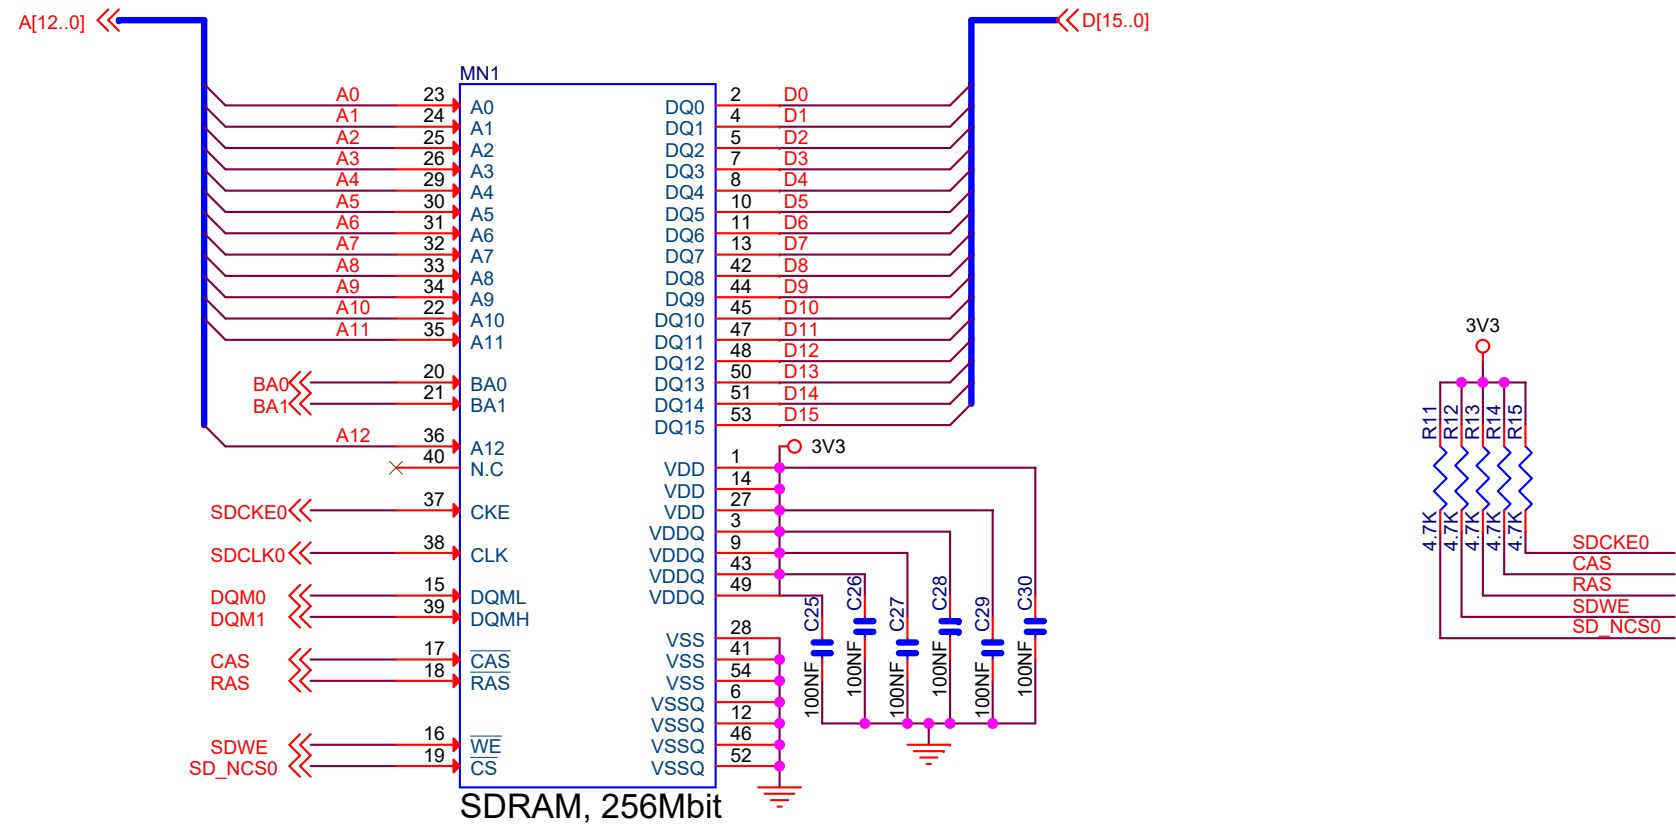 A[12..0]
D[15..0]
MN1
A0 23 A0 DQ0 2 D0
A1 24 A1 DQ1 4 D1
A2 25 A2 DQ2 5 D2
A3 26 A3 DQ3 7 D3
A4 29 A4 DQ4 8 D4
A5 30 A5 DQ5 10 D5
A6 31 A6 DQ6 11 D6
A7 32 A7 DQ7 13 D7
A8 33 A8 DQ8 42 D8
A9 34 A9 DQ9 44 D9
A10 22 A10 DQ10 45 D10
A11 35 A11 DQ11 47 D11
DQ12 48 D12
BA0 20 BA0 DQ13 50 D13
BA1 21 BA1 DQ14 51 D14
DQ15 53 D15
A12 36 A12 3V3
40 N.C VDD 1
VDD 14
SDCKE0 37 CKE VDD 27
VDDQ 3
SDCLK0 38 CLK VDDQ 9
VDDQ 43
DQM0 15 DQML VDDQ 49
DQM1 39 DQMH
VSS 28
CAS 17 CAS VSS 41
RAS 18 RAS VSS 54
VSSQ 6
VSSQ 12
SDWE 16 WE VSSQ 46
SD_NCS0 19 CS VSSQ 52
SDRAM, 256Mbit
C25 C26 C27 C28 C29 C30
100NF 100NF 100NF 100NF 100NF 100NF
3V3
R11 R12 R13 R14 R15
4.7K 4.7K 4.7K 4.7K 4.7K
SDCKE0
CAS
RAS
SDWE
SD_NCS0